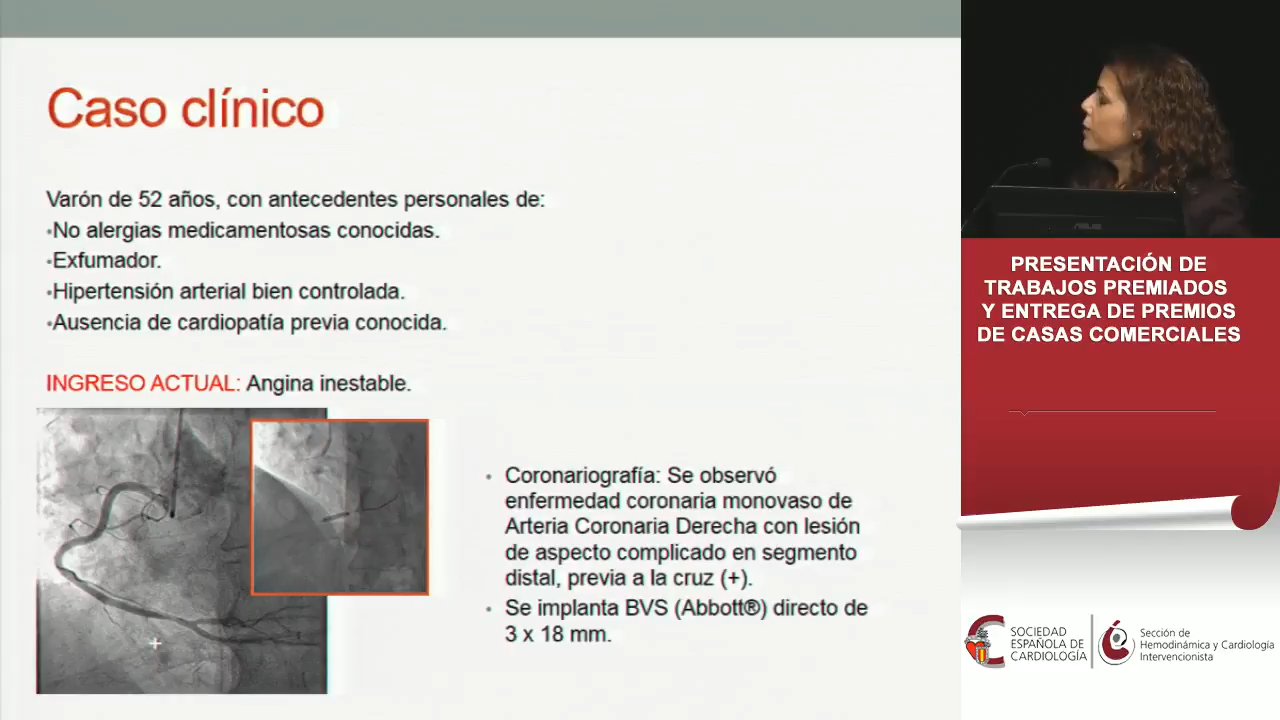 Caso clínico
Varón de 52 años, con antecedentes personales de:
•No alergias medicamentosas conocidas.
•Exfumador.
•Hipertensión arterial bien controlada.
•Ausencia de cardiopatía previa conocida.
INGRESO ACTUAL: Angina inestable.
• Coronariografía: Se observó
enfermedad coronaria monovaso de
Arteria Coronaria Derecha con lesión
de aspecto complicado en segmento
distal, previa a la cruz (+).
• Se implanta BVS (Abbott®) directo de
3 x 18 mm.
PRESENTACIÓN DE
TRABAJOS PREMIADOS
Y ENTREGA DE PREMIOS
DE CASAS COMERCIALES
SOCIEDAD
ESPAÑOLA DE
CARDIOLOGÍA
Sección de
Hemodinámica y Cardiología
Intervencionista